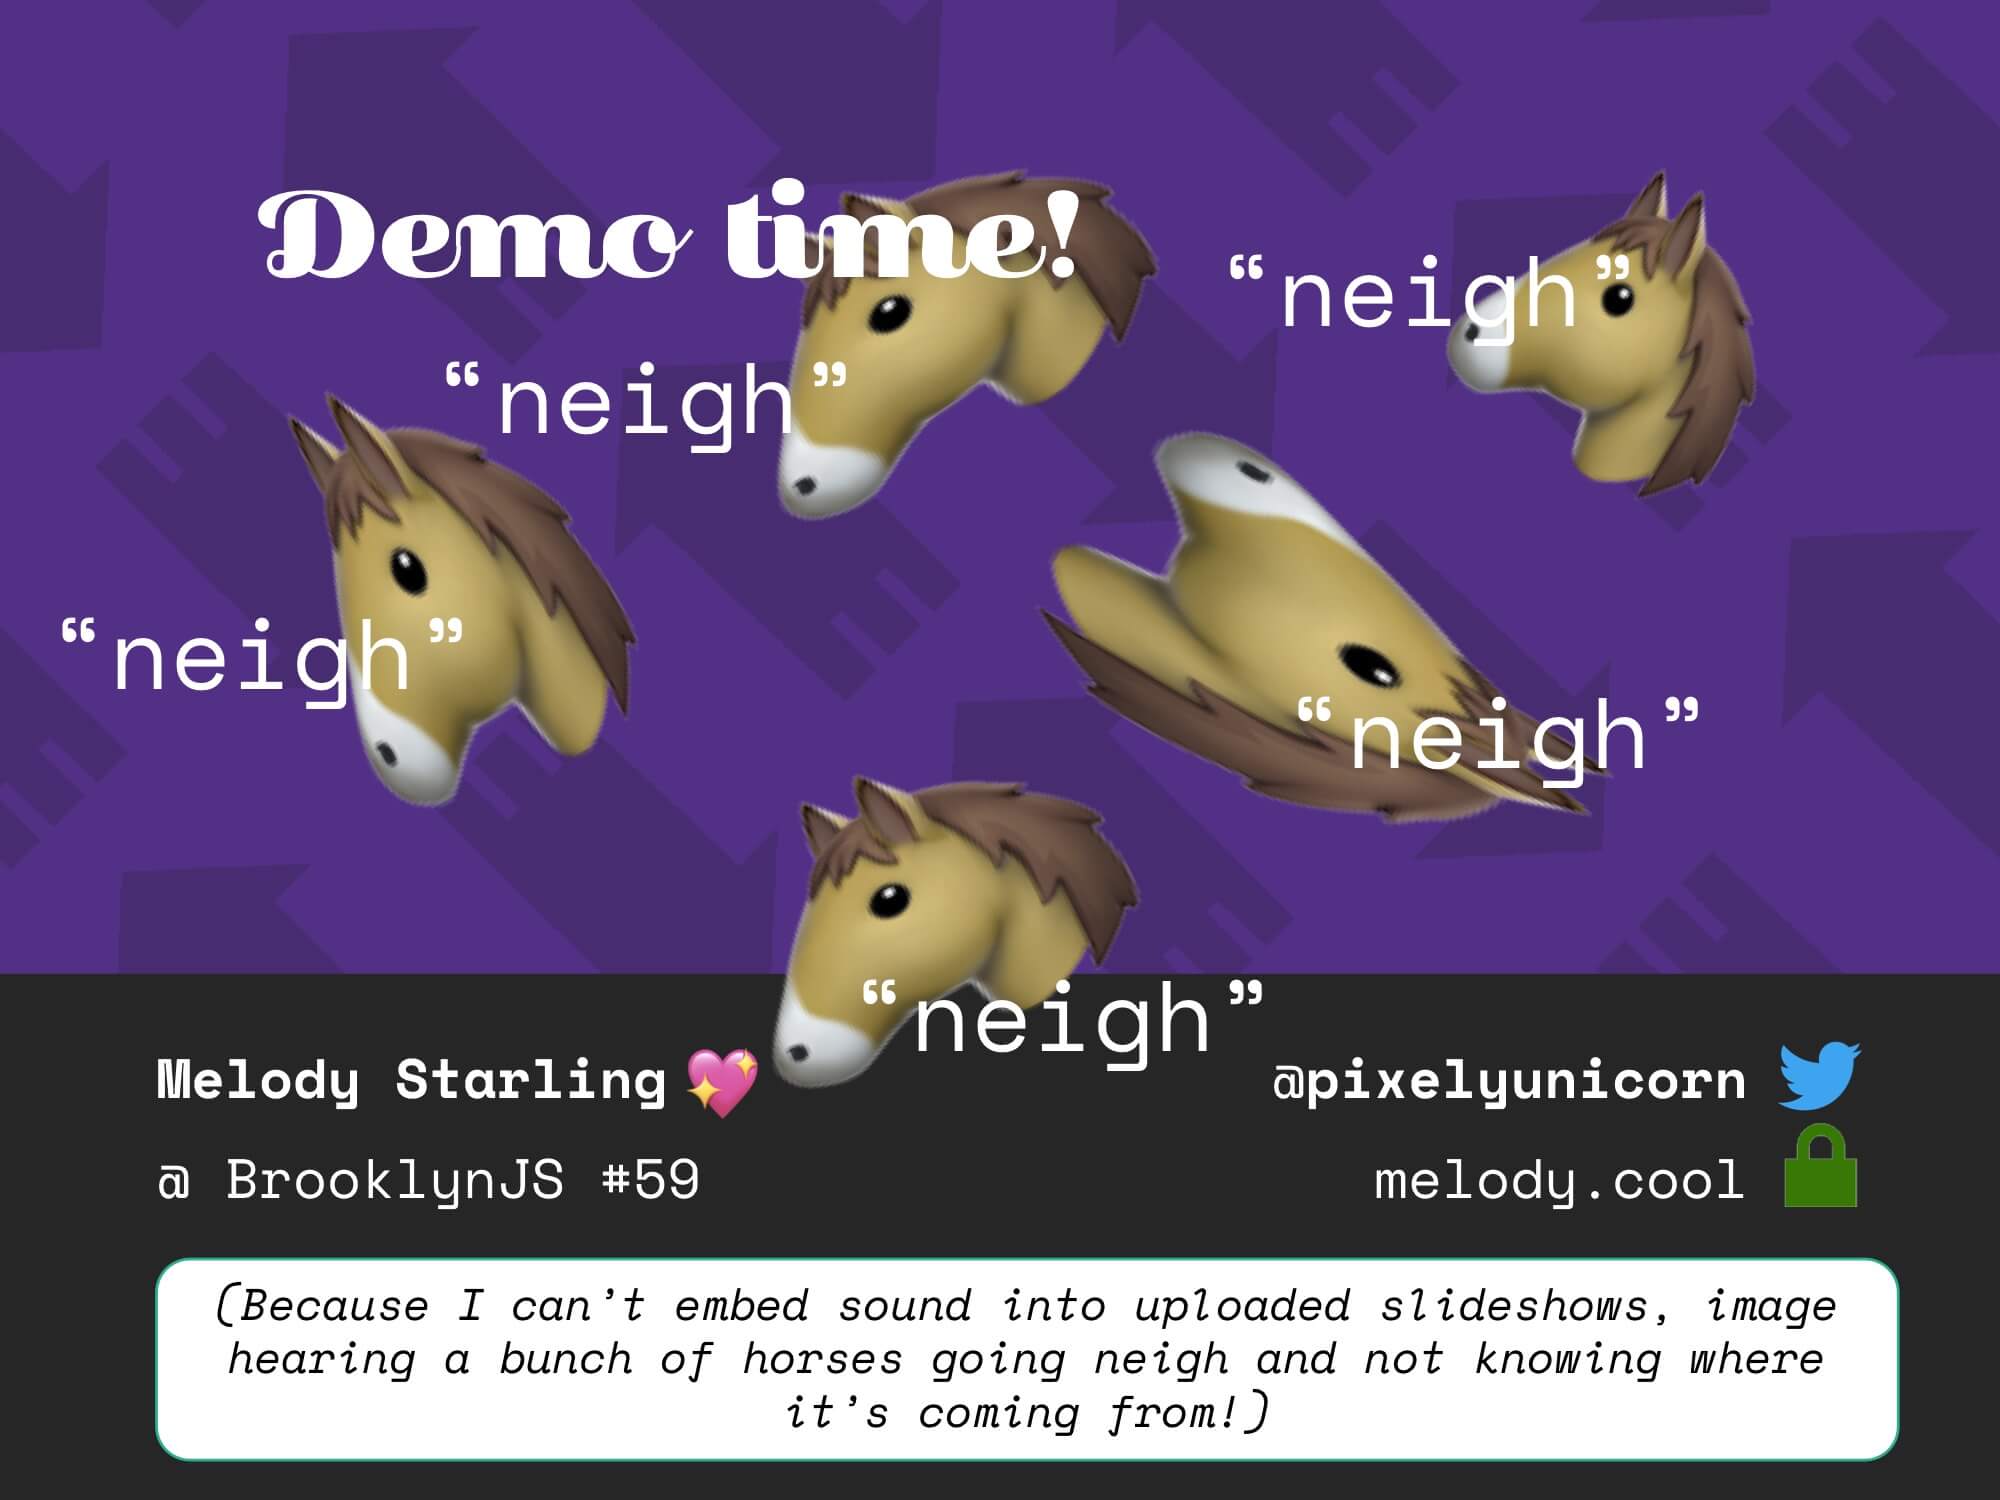 Demo time!
“neigh”
“neigh”
“neigh”
“neigh”
“neigh”
Melody Starling
@pixelyunicorn
@ BrooklynJS #59
melody.cool
(Because I can’t embed sound into uploaded slideshows, image
hearing a bunch of horses going neigh and not knowing where
it’s coming from!)